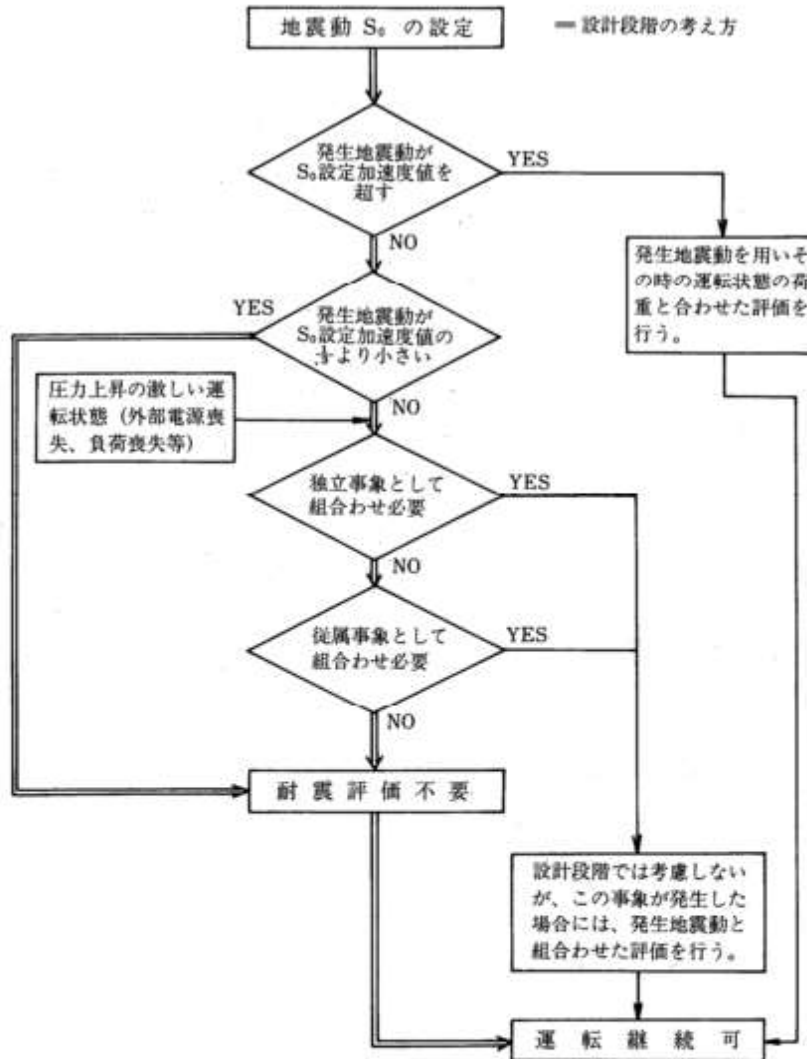 地震動 S₀ の設定
═ 設計段階の考え方
発生地震動が
S₀設定加速度値を
超す
YES
NO
発生地震動を用いそ
の時の運転状態の荷
重と合わせた評価を
行う。
YES
発生地震動が
S₀設定加速度値の
より小さい
NO
圧力上昇の激しい運
転状態（外部電源喪
失、負荷喪失等）
独立事象として
組合わせ必要
YES
NO
従属事象として
組合わせ必要
YES
NO
耐震評価不要
設計段階では考慮しない
が、この事象が発生した
場合には、発生地震動と
組合わせた評価を行う。
運転継続可